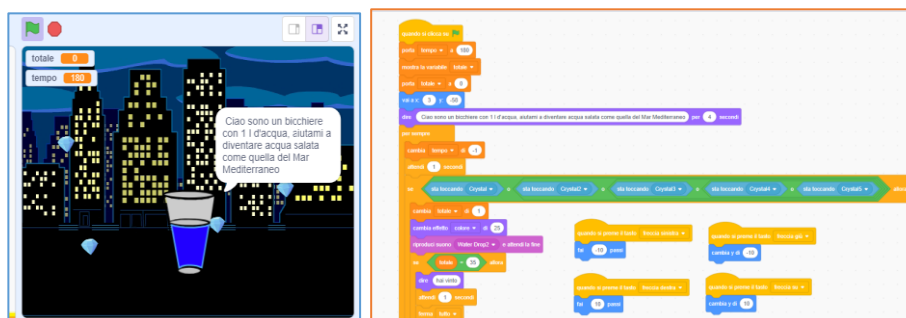 totale 0
tempo 180
Ciao sono un bicchiere
con 1 l d'acqua, aiutami a
diventare acqua salata
come quella del Mar
Mediterraneo
quando si clicca su
porta tempo a 180
mostra la variabile totale
porta totale a 0
vai a x: 3 y: -56
dire Ciao sono un bicchiere con 1 l d'acqua, aiutami a diventare acqua salata come quella del Mar Mediterraneo per 4 secondi
per sempre
cambia tempo di -1
attendi 1 secondi
se sta toccando Crystal o sta toccando Crystal2 o sta toccando Crystal3 o sta toccando Crystal4 o sta toccando Crystal5 allora
cambia totale di 1
cambia effetto colore di 25
riproduci suono Water Drop2 e attendi la fine
se totale = 35 allora
dire hai vinto
attendi 1 secondi
ferma tutto
quando si preme il tasto freccia sinistra
fai -10 passi
quando si preme il tasto freccia giù
cambia y di -10
quando si preme il tasto freccia destra
fai 10 passi
quando si preme il tasto freccia su
cambia y di 10